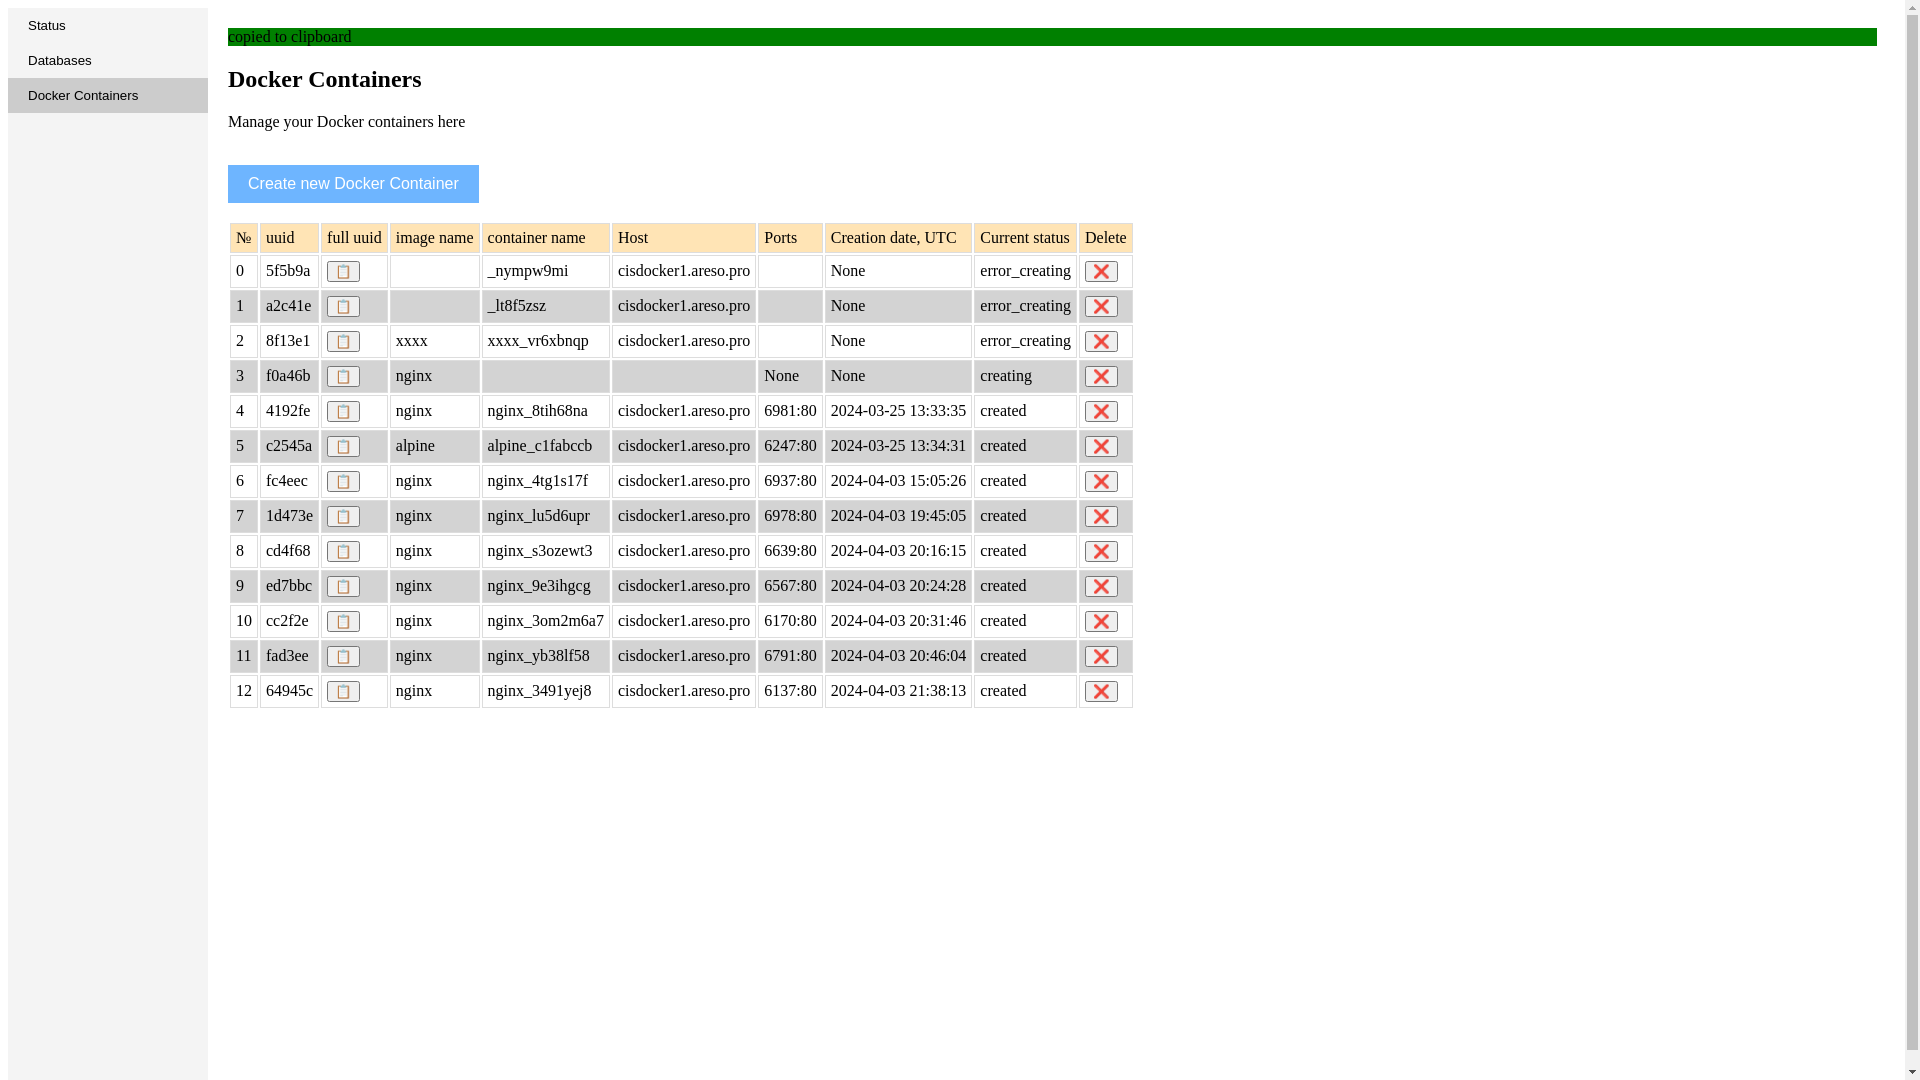 Status
Databases
Docker Containers
copied to clipboard
Docker Containers
Manage your Docker containers here
Create new Docker Container
№ uuid full uuid image name container name Host Ports Creation date, UTC Current status Delete
0 5f5b9a _nympw9mi cisdocker1.areso.pro None error_creating
1 a2c41e _lt8f5zsz cisdocker1.areso.pro None error_creating
2 8f13e1 xxxx xxxx_vr6xbnqp cisdocker1.areso.pro None error_creating
3 f0a46b nginx None None creating
4 4192fe nginx nginx_8tih68na cisdocker1.areso.pro 6981:80 2024-03-25 13:33:35 created
5 c2545a alpine alpine_c1fabccb cisdocker1.areso.pro 6247:80 2024-03-25 13:34:31 created
6 fc4eec nginx nginx_4tg1s17f cisdocker1.areso.pro 6937:80 2024-04-03 15:05:26 created
7 1d473e nginx nginx_lu5d6upr cisdocker1.areso.pro 6978:80 2024-04-03 19:45:05 created
8 cd4f68 nginx nginx_s3ozewt3 cisdocker1.areso.pro 6639:80 2024-04-03 20:16:15 created
9 ed7bbc nginx nginx_9e3ihgcg cisdocker1.areso.pro 6567:80 2024-04-03 20:24:28 created
10 cc2f2e nginx nginx_3om2m6a7 cisdocker1.areso.pro 6170:80 2024-04-03 20:31:46 created
11 fad3ee nginx nginx_yb38lf58 cisdocker1.areso.pro 6791:80 2024-04-03 20:46:04 created
12 64945c nginx nginx_3491yej8 cisdocker1.areso.pro 6137:80 2024-04-03 21:38:13 created